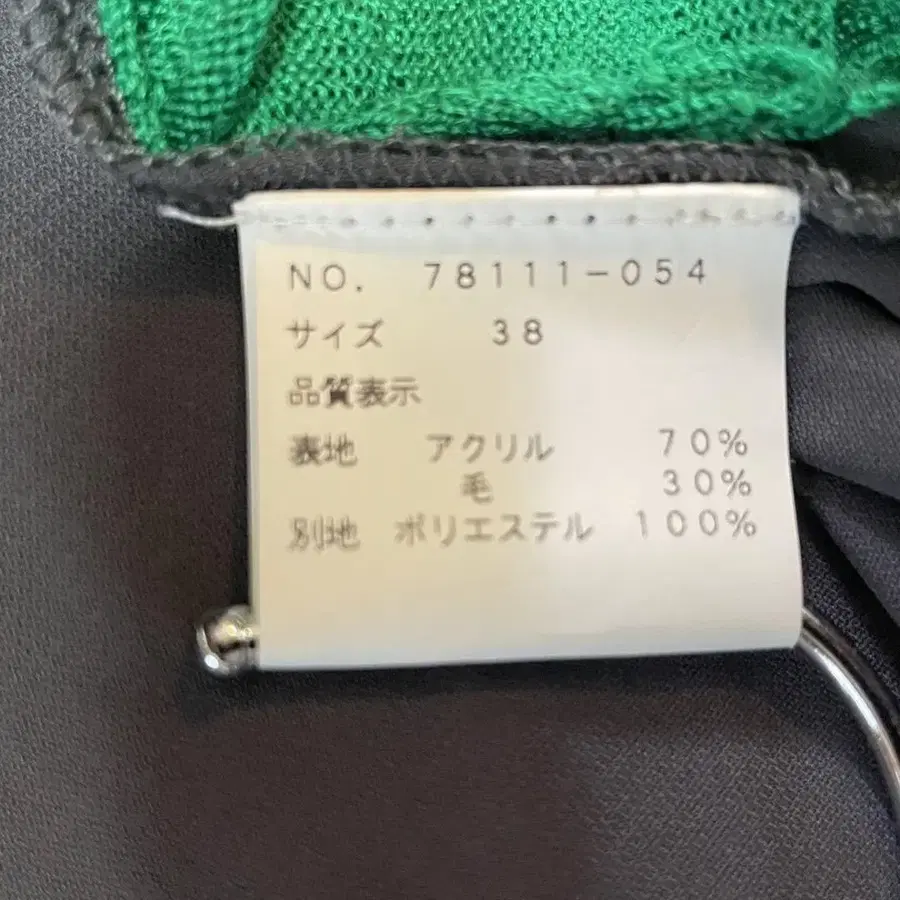 NO. 78111-054
サイズ 38
品質表示
表地 アクリル 70%
毛 30%
別地 ポリエステル 100%